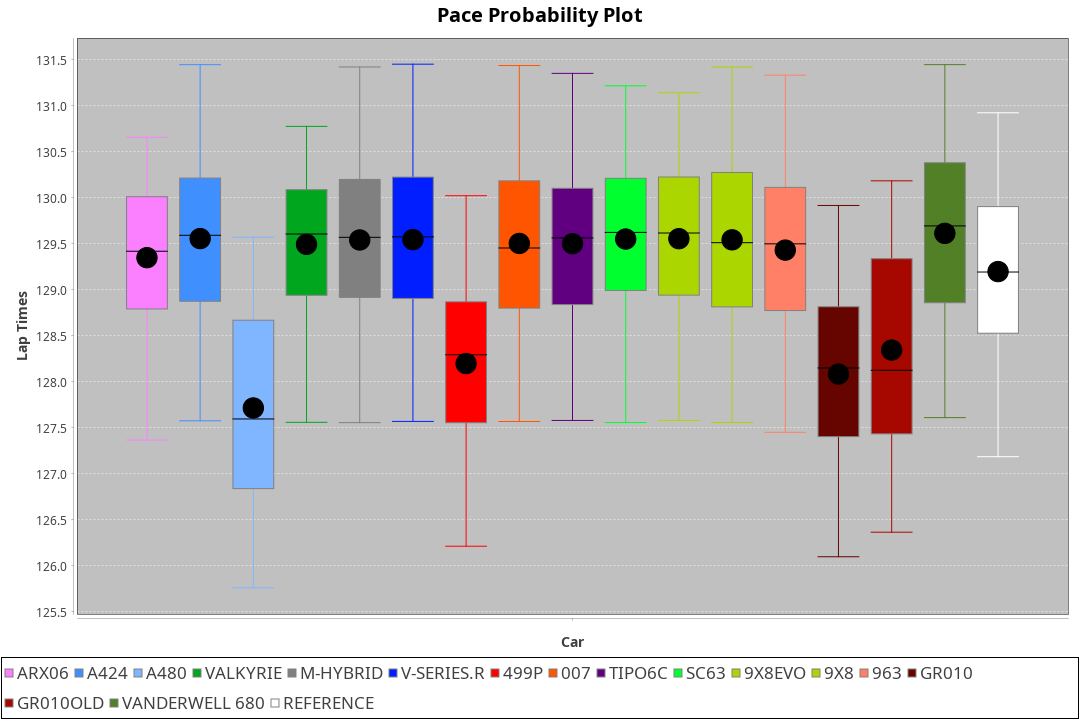 Pace Probability Plot
131.5
131.0
130.5
130.0
129.5
129.0
128.5
128.0
127.5
127.0
126.5
126.0
125.5
Lap Times
Car
ARX06 A424 A480 VALKYRIE M-HYBRID V-SERIES.R 499P 007 TIPO6C SC63 9X8EVO 9X8 963 GR010
GR010OLD VANDERWELL 680 REFERENCE